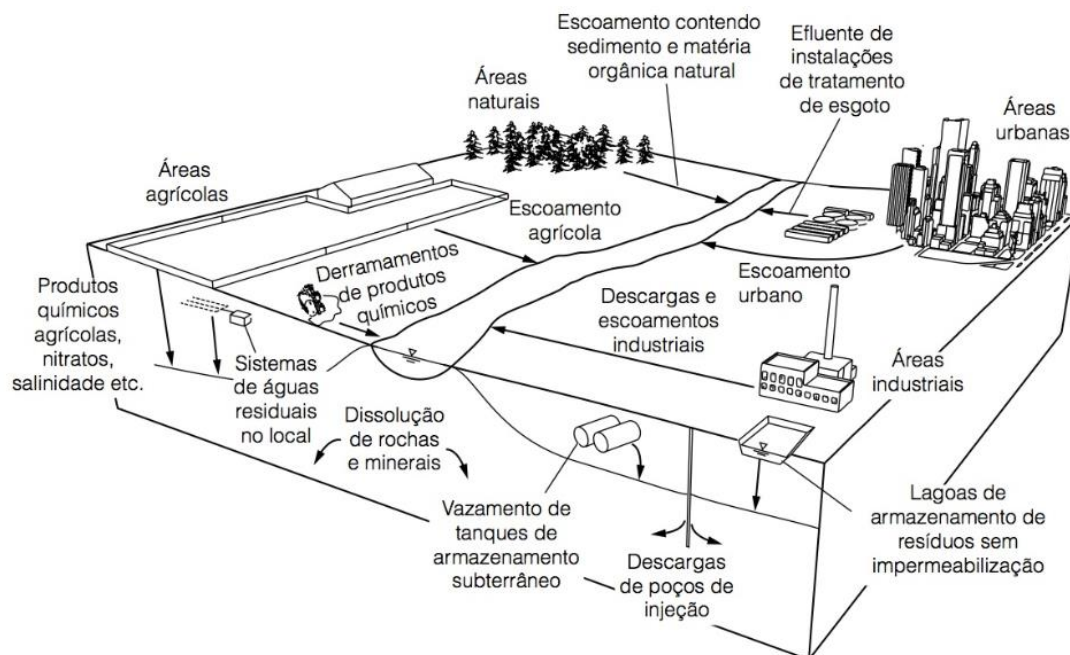 Escoamento contendo
sedimento e matéria
orgânica natural
Efluente de
instalações
de tratamento
de esgoto
Áreas
naturais
Áreas
urbanas
Áreas
agrícolas
Escoamento
agrícola
Derramamentos
de produtos
químicos
Escoamento
urbano
Produtos
químicos
agrícolas,
nitratos,
salinidade etc.
Descargas e
escoamentos
industriais
Áreas
industriais
Sistemas
de águas
residuais
no local
Dissolução
de rochas
e minerais
Vazamento de
tanques de
armazenamento
subterrâneo
Descargas
de poços de
injeção
Lagoas de
armazenamento de
resíduos sem
impermeabilização